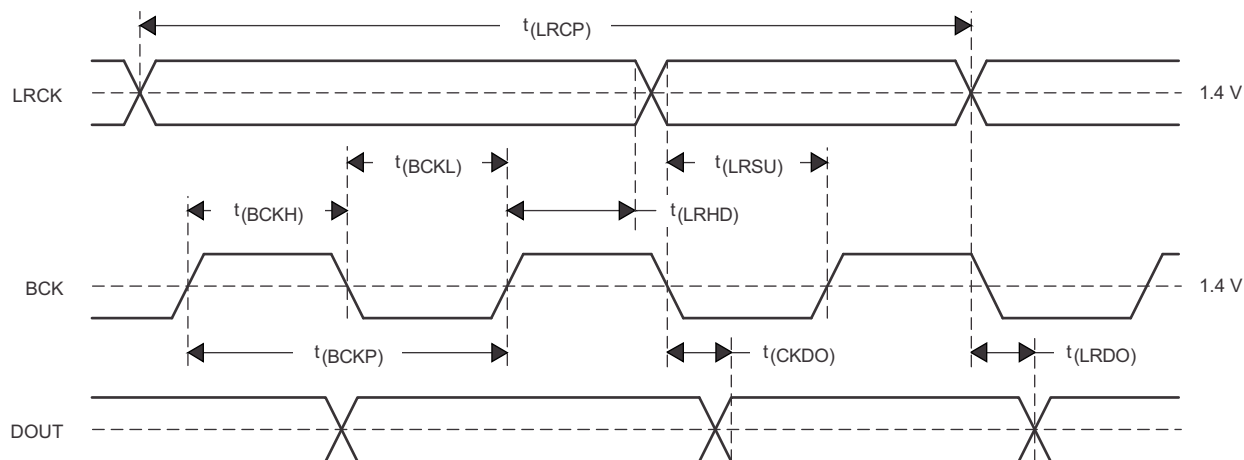 t(LRCP)
LRCK
1.4 V
t(BCKL)
t(LRSU)
t(BCKH)
t(LRHD)
BCK
1.4 V
t(BCKP)
t(CKDO)
t(LRDO)
DOUT